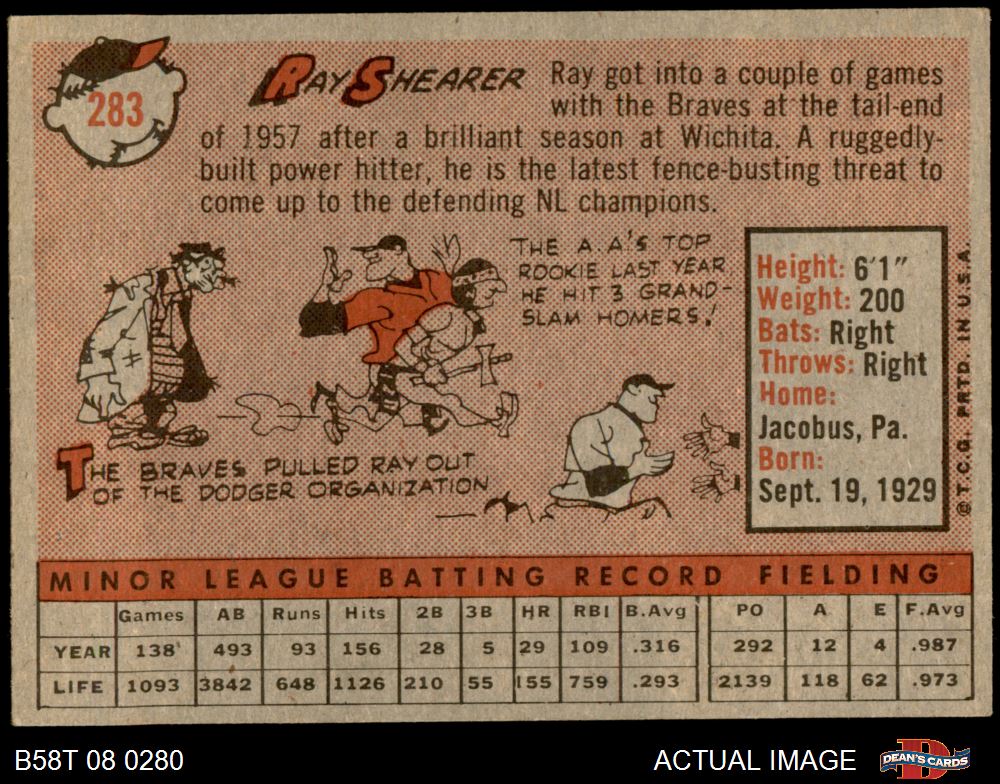 283
RAY SHEARER
Ray got into a couple of games
with the Braves at the tail-end
of 1957 after a brilliant season at Wichita. A ruggedly-
built power hitter, he is the latest fence-busting threat to
come up to the defending NL champions.
THE A.A'S TOP
ROOKIE LAST YEAR,
HE HIT 3 GRAND-
SLAM HOMERS!
THE BRAVES PULLED RAY OUT
OF THE DODGER ORGANIZATION
Height: 6'1"
Weight: 200
Bats: Right
Throws: Right
Home:
Jacobus, Pa.
Born:
Sept. 19, 1929
© T.C.G. PRTD. IN U.S.A.
MINOR LEAGUE BATTING RECORD FIELDING
Games AB Runs Hits 2B 3B HR RBI B.Avg PO A E F.Avg
YEAR 138 493 93 156 28 5 29 109 .316 292 12 4 .987
LIFE 1093 3842 648 1126 210 55 155 759 .293 2139 118 62 .973
B58T 08 0280 ACTUAL IMAGE DEAN'S CARDS